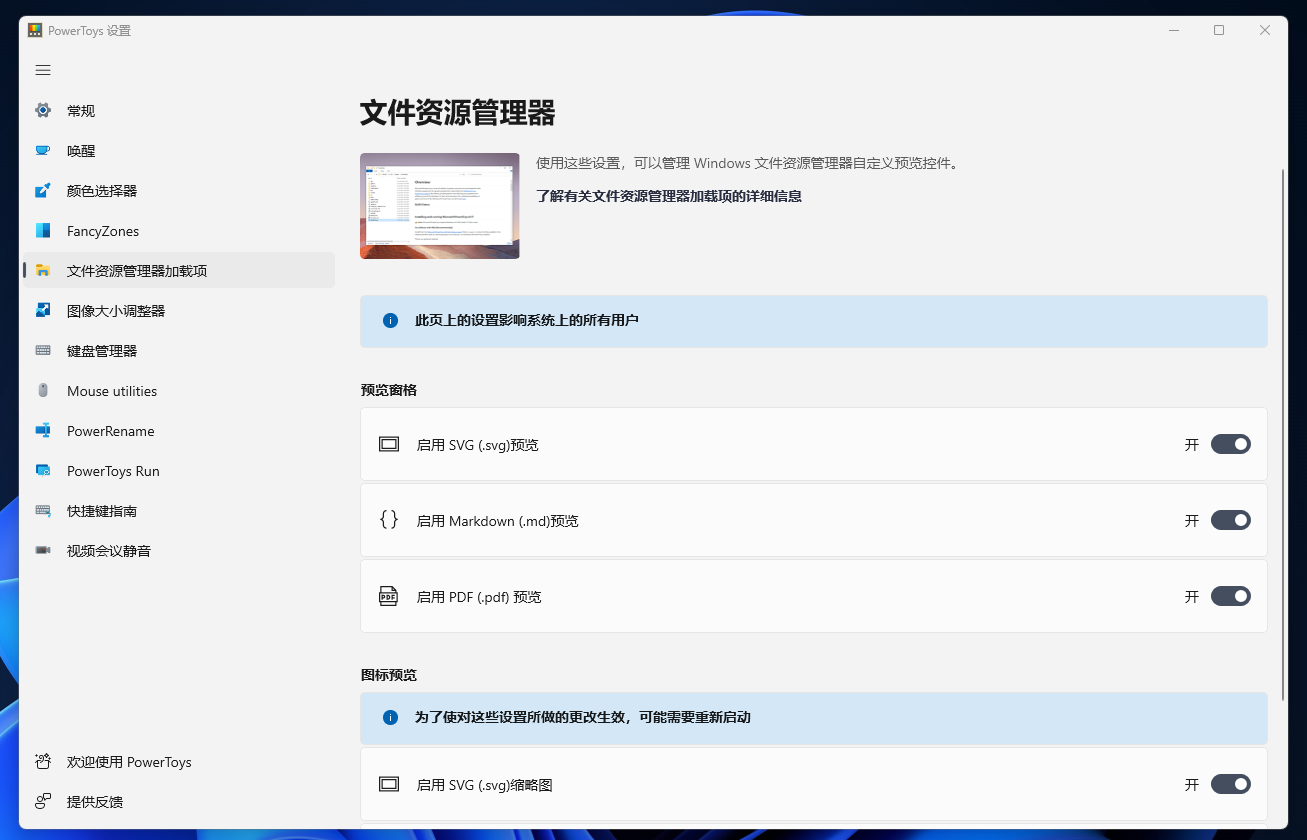 PowerToys 设置
常规
唤醒
颜色选择器
FancyZones
文件资源管理器加载项
图像大小调整器
键盘管理器
Mouse utilities
PowerRename
PowerToys Run
快捷键指南
视频会议静音
欢迎使用 PowerToys
提供反馈
文件资源管理器
使用这些设置，可以管理 Windows 文件资源管理器自定义预览控件。
了解有关文件资源管理器加载项的详细信息
此页上的设置影响系统上的所有用户
预览窗格
启用 SVG (.svg)预览 开
启用 Markdown (.md)预览 开
PDF 启用 PDF (.pdf) 预览 开
图标预览
为了使对这些设置所做的更改生效，可能需要重新启动
启用 SVG (.svg)缩略图 开